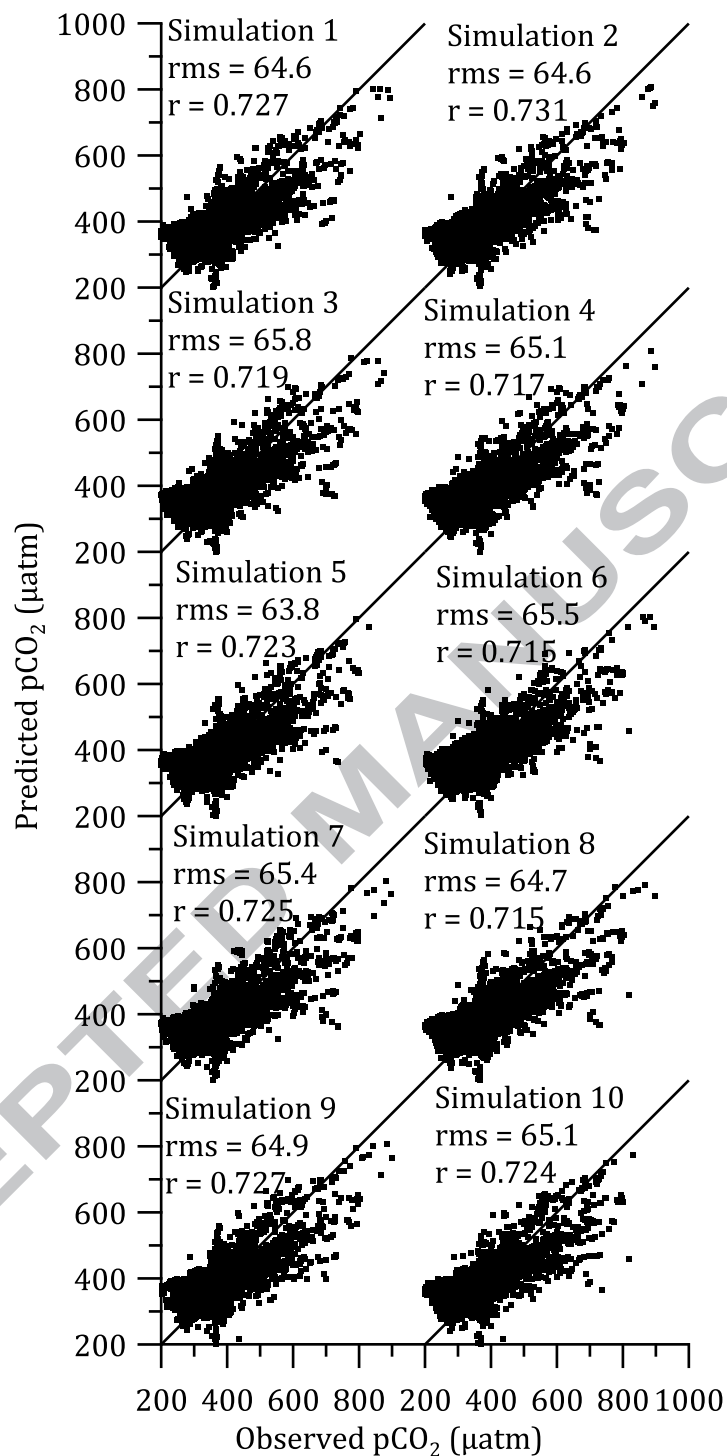 1000
800
600
400
200
800
600
400
200
800
600
400
200
800
600
400
200
800
600
400
200
Predicted pCO₂ (µatm)
Simulation 1
rms = 64.6
r = 0.727
Simulation 2
rms = 64.6
r = 0.731
Simulation 3
rms = 65.8
r = 0.719
Simulation 4
rms = 65.1
r = 0.717
Simulation 5
rms = 63.8
r = 0.723
Simulation 6
rms = 65.5
r = 0.715
Simulation 7
rms = 65.4
r = 0.725
Simulation 8
rms = 64.7
r = 0.715
Simulation 9
rms = 64.9
r = 0.727
Simulation 10
rms = 65.1
r = 0.724
200 400 600 800 200 400 600 800 1000
Observed pCO₂ (µatm)
EPTED MANUSC